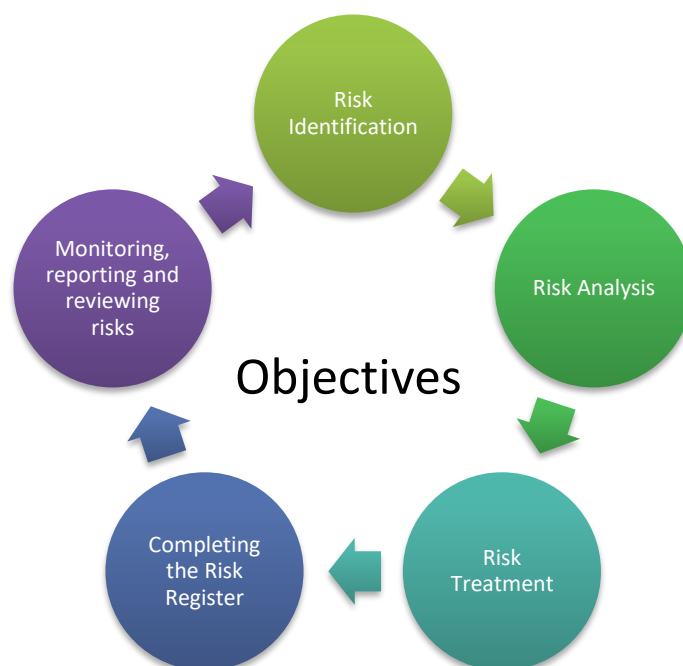 Risk
Identification
Risk Analysis
Risk
Treatment
Completing
the Risk
Register
Monitoring,
reporting and
reviewing
risks
Objectives